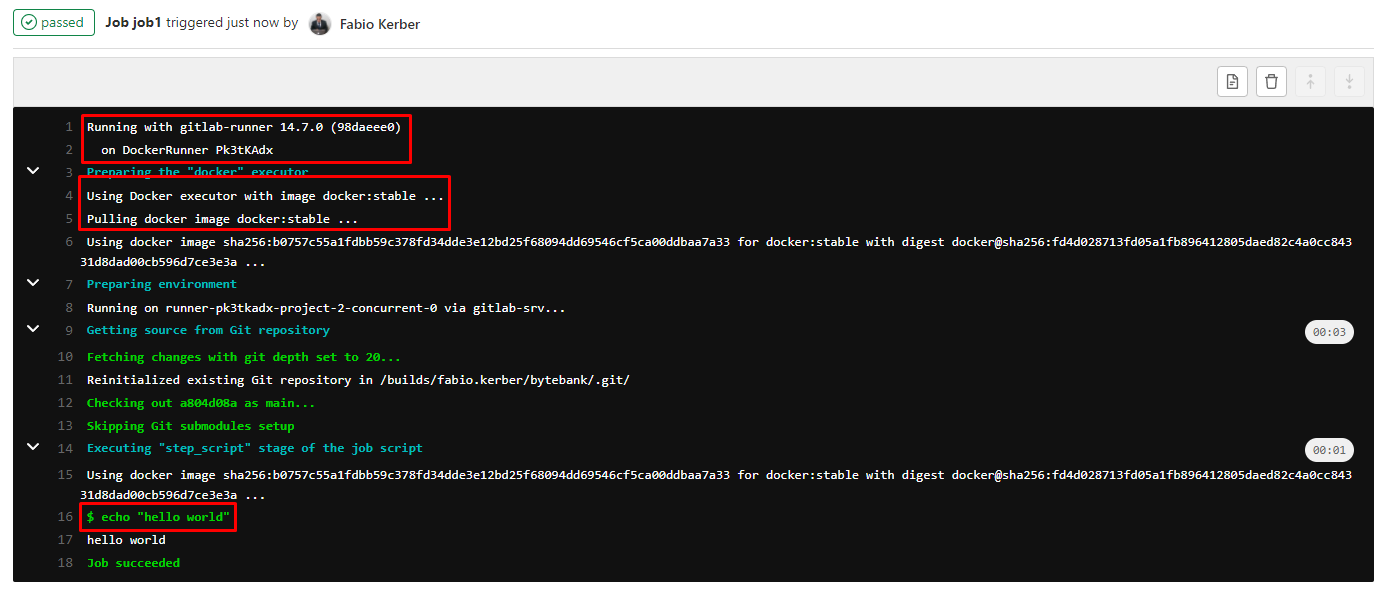 passed Job job1 triggered just now by Fabio Kerber
1 Running with gitlab-runner 14.7.0 (98daeee0)
2 on DockerRunner Pk3tKAdx
3 Preparing the "docker" executor
4 Using Docker executor with image docker:stable ...
5 Pulling docker image docker:stable ...
6 Using docker image sha256:b0757c55a1fdbb59c378fd34dde3e12bd25f68094dd69546cf5ca00ddbaa7a33 for docker:stable with digest docker@sha256:fd4d028713fd05a1fb896412805daed82c4a0cc843
31d8dad00cb596d7ce3e3a ...
7 Preparing environment
8 Running on runner-pk3tkadx-project-2-concurrent-0 via gitlab-srv...
9 Getting source from Git repository 00:03
10 Fetching changes with git depth set to 20...
11 Reinitialized existing Git repository in /builds/fabio.kerber/bytebank/.git/
12 Checking out a804d08a as main...
13 Skipping Git submodules setup
14 Executing "step_script" stage of the job script 00:01
15 Using docker image sha256:b0757c55a1fdbb59c378fd34dde3e12bd25f68094dd69546cf5ca00ddbaa7a33 for docker:stable with digest docker@sha256:fd4d028713fd05a1fb896412805daed82c4a0cc843
31d8dad00cb596d7ce3e3a ...
16 $ echo "hello world"
17 hello world
18 Job succeeded